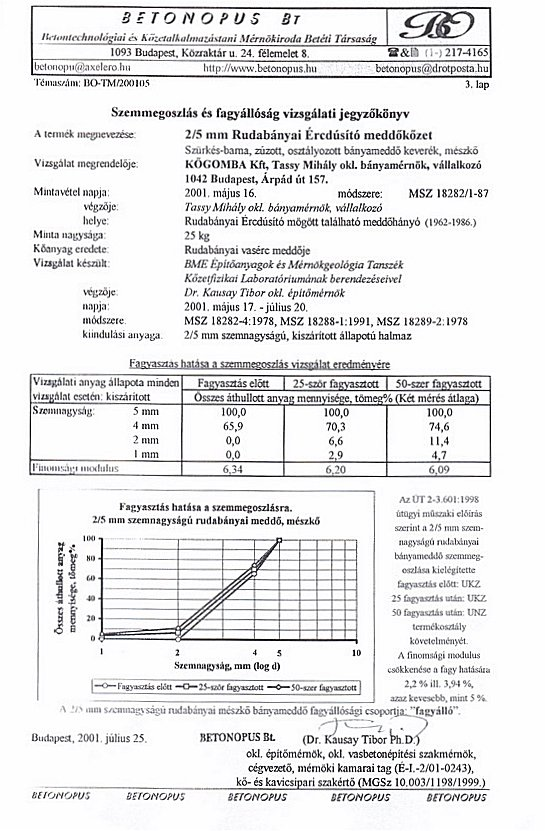 BETONOPUS BT
Betontechnológiai és Kőzetalkalmazástani Mérnökiroda Betéti Társaság
1093 Budapest, Közraktár u. 24. félemelet 8.
☎&📠 (1-) 217-4165
betonopu@axelero.hu http://www.betonopus.hu betonopus@drotposta.hu
Témaszám: BO-TM/200105 3. lap
Szemmegoszlás és fagyállóság vizsgálati jegyzőkönyv
A termék megnevezése: 2/5 mm Rudabányai Ércdúsító meddőkőzet
Szürkés-barna, zúzott, osztályozott bányameddő keverék, mészkő
Vizsgálat megrendelője: KŐGOMBA Kft, Tassy Mihály okl. bányamérnök, vállalkozó
1042 Budapest, Árpád út 157.
Mintavétel napja: 2001. május 16. módszere: MSZ 18282/1-87
végzője: Tassy Mihály okl. bányamérnök, vállalkozó
helye: Rudabányai Ércdúsító mögött található meddőhányó (1962-1986.)
Minta nagysága: 25 kg
Kőanyag eredete: Rudabányai vasérc meddője
Vizsgálat készült: BME Építőanyagok és Mérnökgeológia Tanszék
Kőzetfizikai Laboratóriumának berendezéseivel
végzője: Dr. Kausay Tibor okl. építőmérnök
napja: 2001. május 17. - július 20.
módszere: MSZ 18282-4:1978, MSZ 18288-1:1991, MSZ 18289-2:1978
kiindulási anyaga: 2/5 mm szemnagyságú, kiszárított állapotú halmaz
Fagyasztás hatása a szemmegoszlás vizsgálat eredményére
Vizsgálati anyag állapota minden Fagyasztás előtt 25-ször fagyasztott 50-szer fagyasztott
vizsgálat esetén: kiszárított Összes áthullott anyag mennyisége, tömeg% (Két mérés átlaga)
Szemnagyság: 5 mm 100,0 100,0 100,0
4 mm 65,9 70,3 74,6
2 mm 0,0 6,6 11,4
1 mm 0,0 2,9 4,7
Finomsági modulus 6,34 6,20 6,09
Fagyasztás hatása a szemmegoszlásra.
2/5 mm szemnagyságú rudabányai meddő, mészkő
Összes áthullott anyag
mennyisége, tömeg%
100
80
60
40
20
0
1 2 4 5 10
Szemnagyság, mm (log d)
Fagyasztás előtt 25-ször fagyasztott 50-szer fagyasztott
Az ÚT 2-3.601:1998
útügyi műszaki előírás
szerint a 2/5 mm szem-
nagyságú rudabányai
bányameddő szemmeg-
oszlása kielégítette
fagyasztás előtt: UKZ
25 fagyasztás után: UKZ
50 fagyasztás után: UNZ
termékosztály
követelményét.
A finomsági modulus
csökkenése a fagy hatására
2,2 % ill. 3,94 %,
azaz kevesebb, mint 5 %.
A 2/5 mm szemnagyságú rudabányai mészkő bányameddő fagyállósági csoportja: "fagyálló".
Budapest, 2001. július 25. BETONOPUS Bt. (Dr. Kausay Tibor Ph.D.)
okl. építőmérnök, okl. vasbetonépítési szakmérnök,
cégvezető, mérnöki kamarai tag (É-I.-2/01-0243),
kő- és kavicsipari szakértő (MGSz 10.003/1198/1999.)
BETONOPUS BETONOPUS BETONOPUS BETONOPUS BETONOPUS